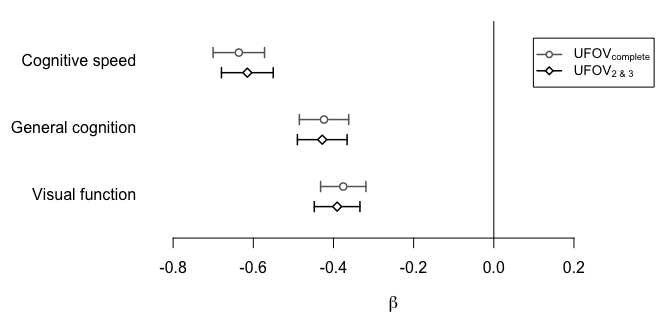 Cognitive speed
General cognition
Visual function
UFOVcomplete
UFOV2 & 3
-0.8 -0.6 -0.4 -0.2 0.0 0.2
β